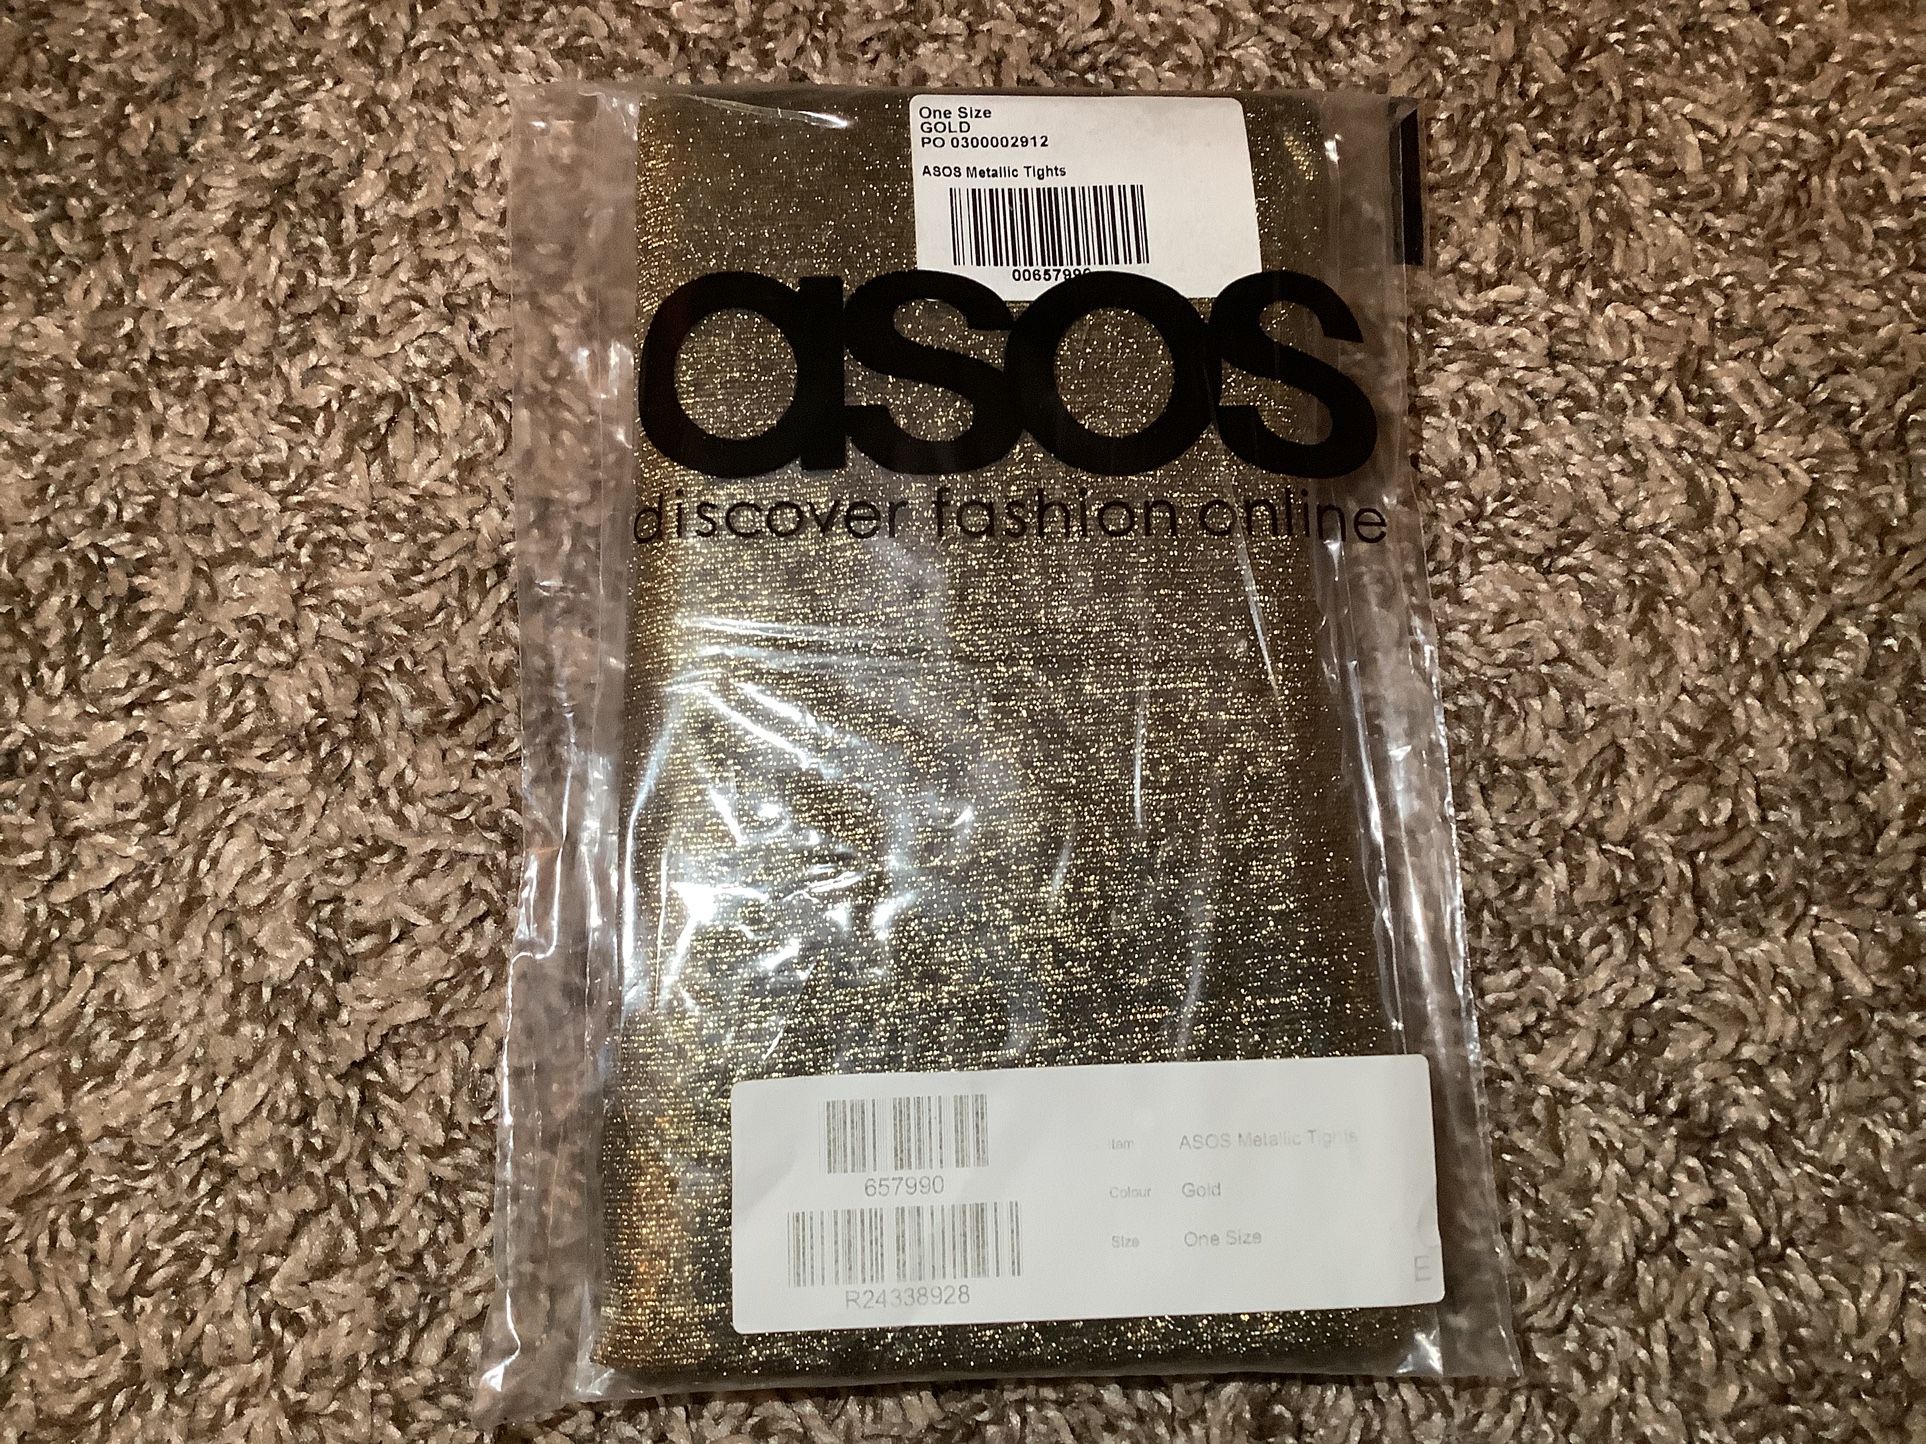 One Size
GOLD
PO 0300002912
ASOS Metallic Tights
00657990
asos
discover fashion online
657990
R24338928
Item ASOS Metallic Tights
Colour Gold
Size One Size
E